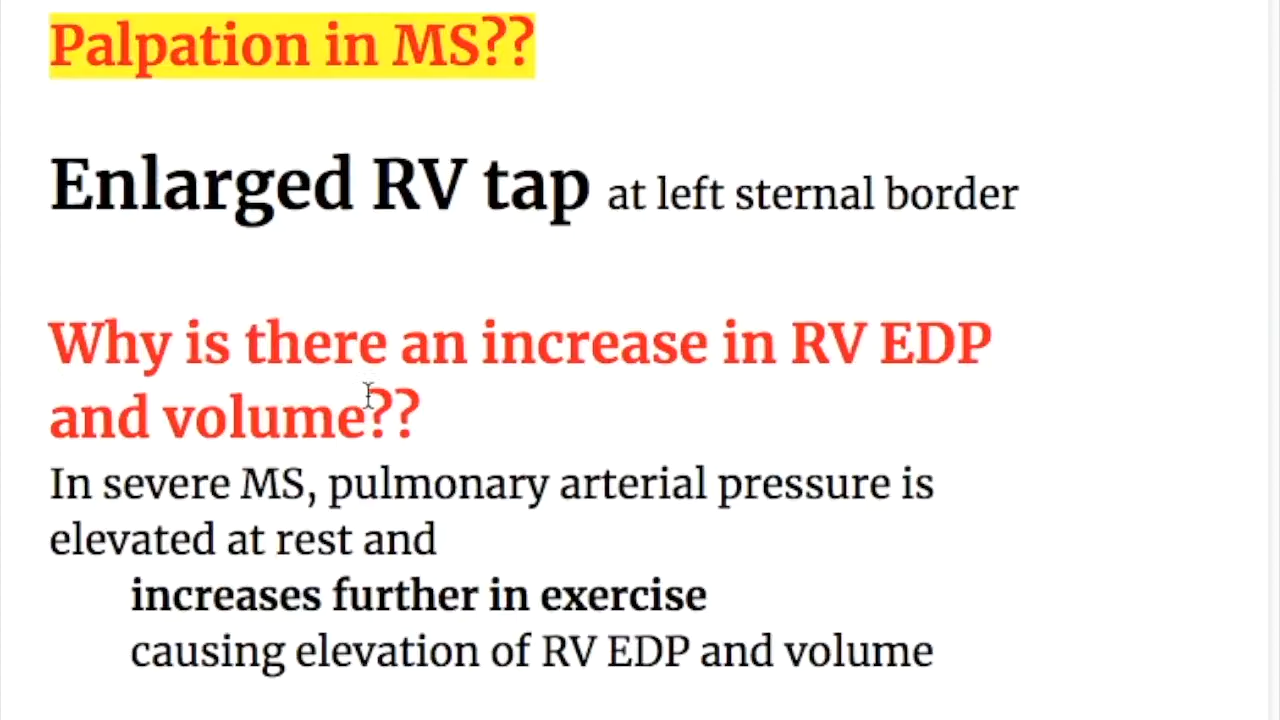 Palpation in MS??
Enlarged RV tap at left sternal border
Why is there an increase in RV EDP
and volume??
In severe MS, pulmonary arterial pressure is
elevated at rest and
increases further in exercise
causing elevation of RV EDP and volume